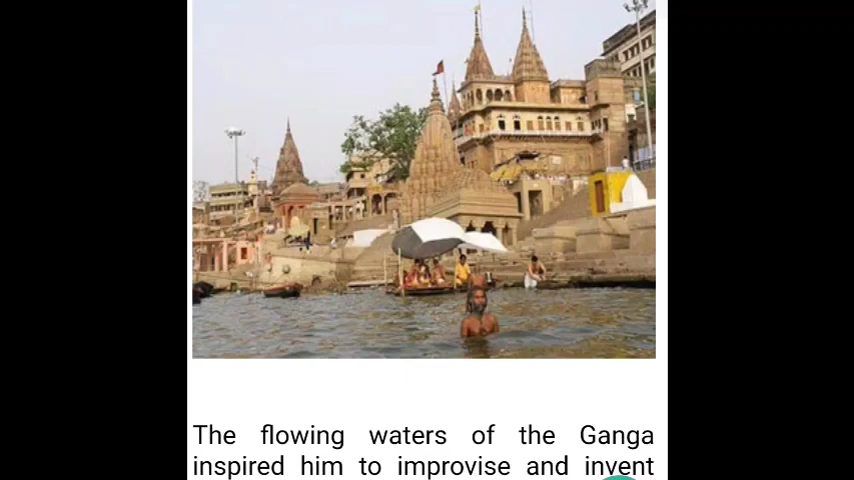 The flowing waters of the Ganga
inspired him to improvise and invent